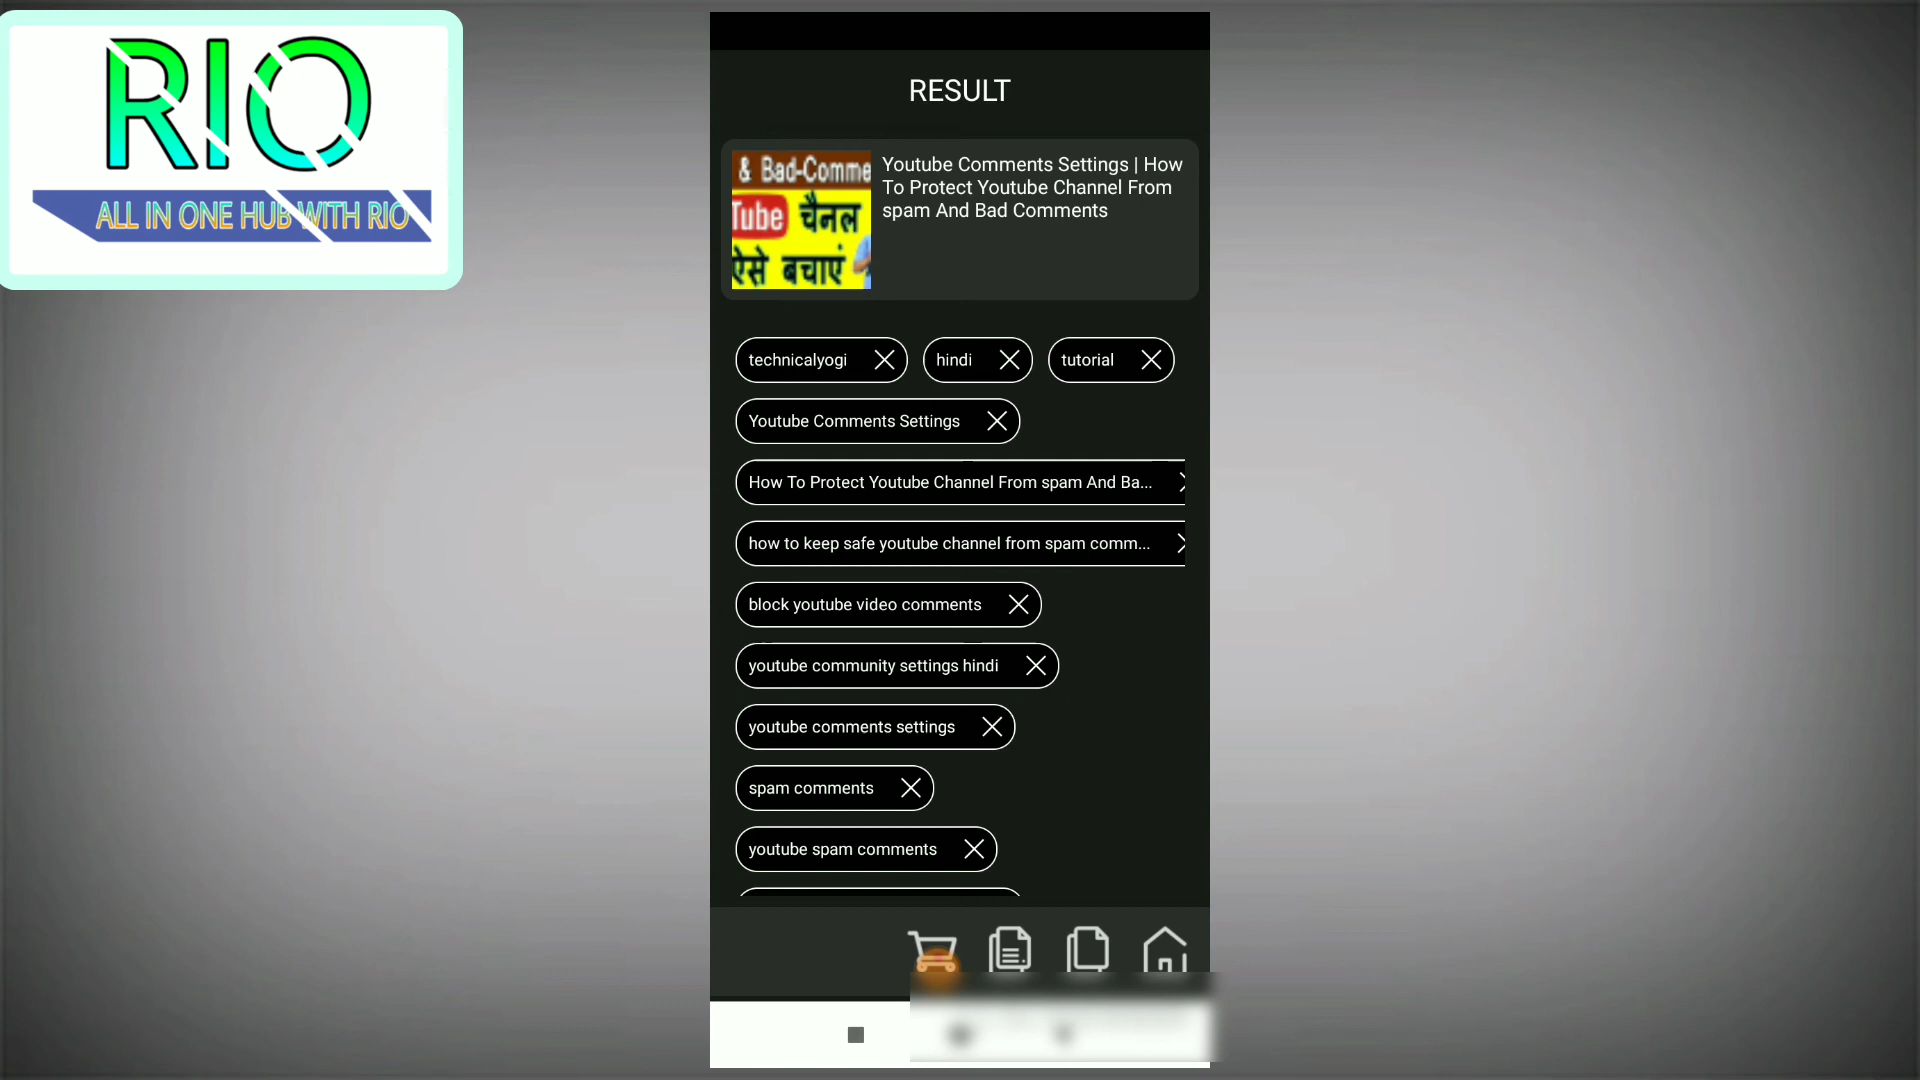 RIO
ALL IN ONE HUB WITH RIO
RESULT
& Bad-Comme
Tube चैनल
ऐसे बचाएं
Youtube Comments Settings | How
To Protect Youtube Channel From
spam And Bad Comments
technicalyogi
hindi
tutorial
Youtube Comments Settings
How To Protect Youtube Channel From spam And Ba...
how to keep safe youtube channel from spam comm...
block youtube video comments
youtube community settings hindi
youtube comments settings
spam comments
youtube spam comments